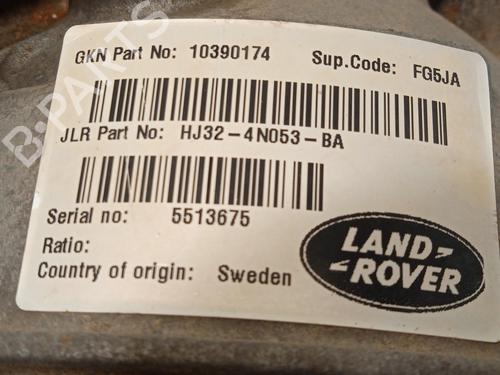 GKN Part No: 10390174 Sup.Code: FG5JA
JLR Part No: HJ32-4N053-BA
Serial no: 5513675
Ratio:
Country of origin: Sweden
LAND
ROVER
B-PARTS